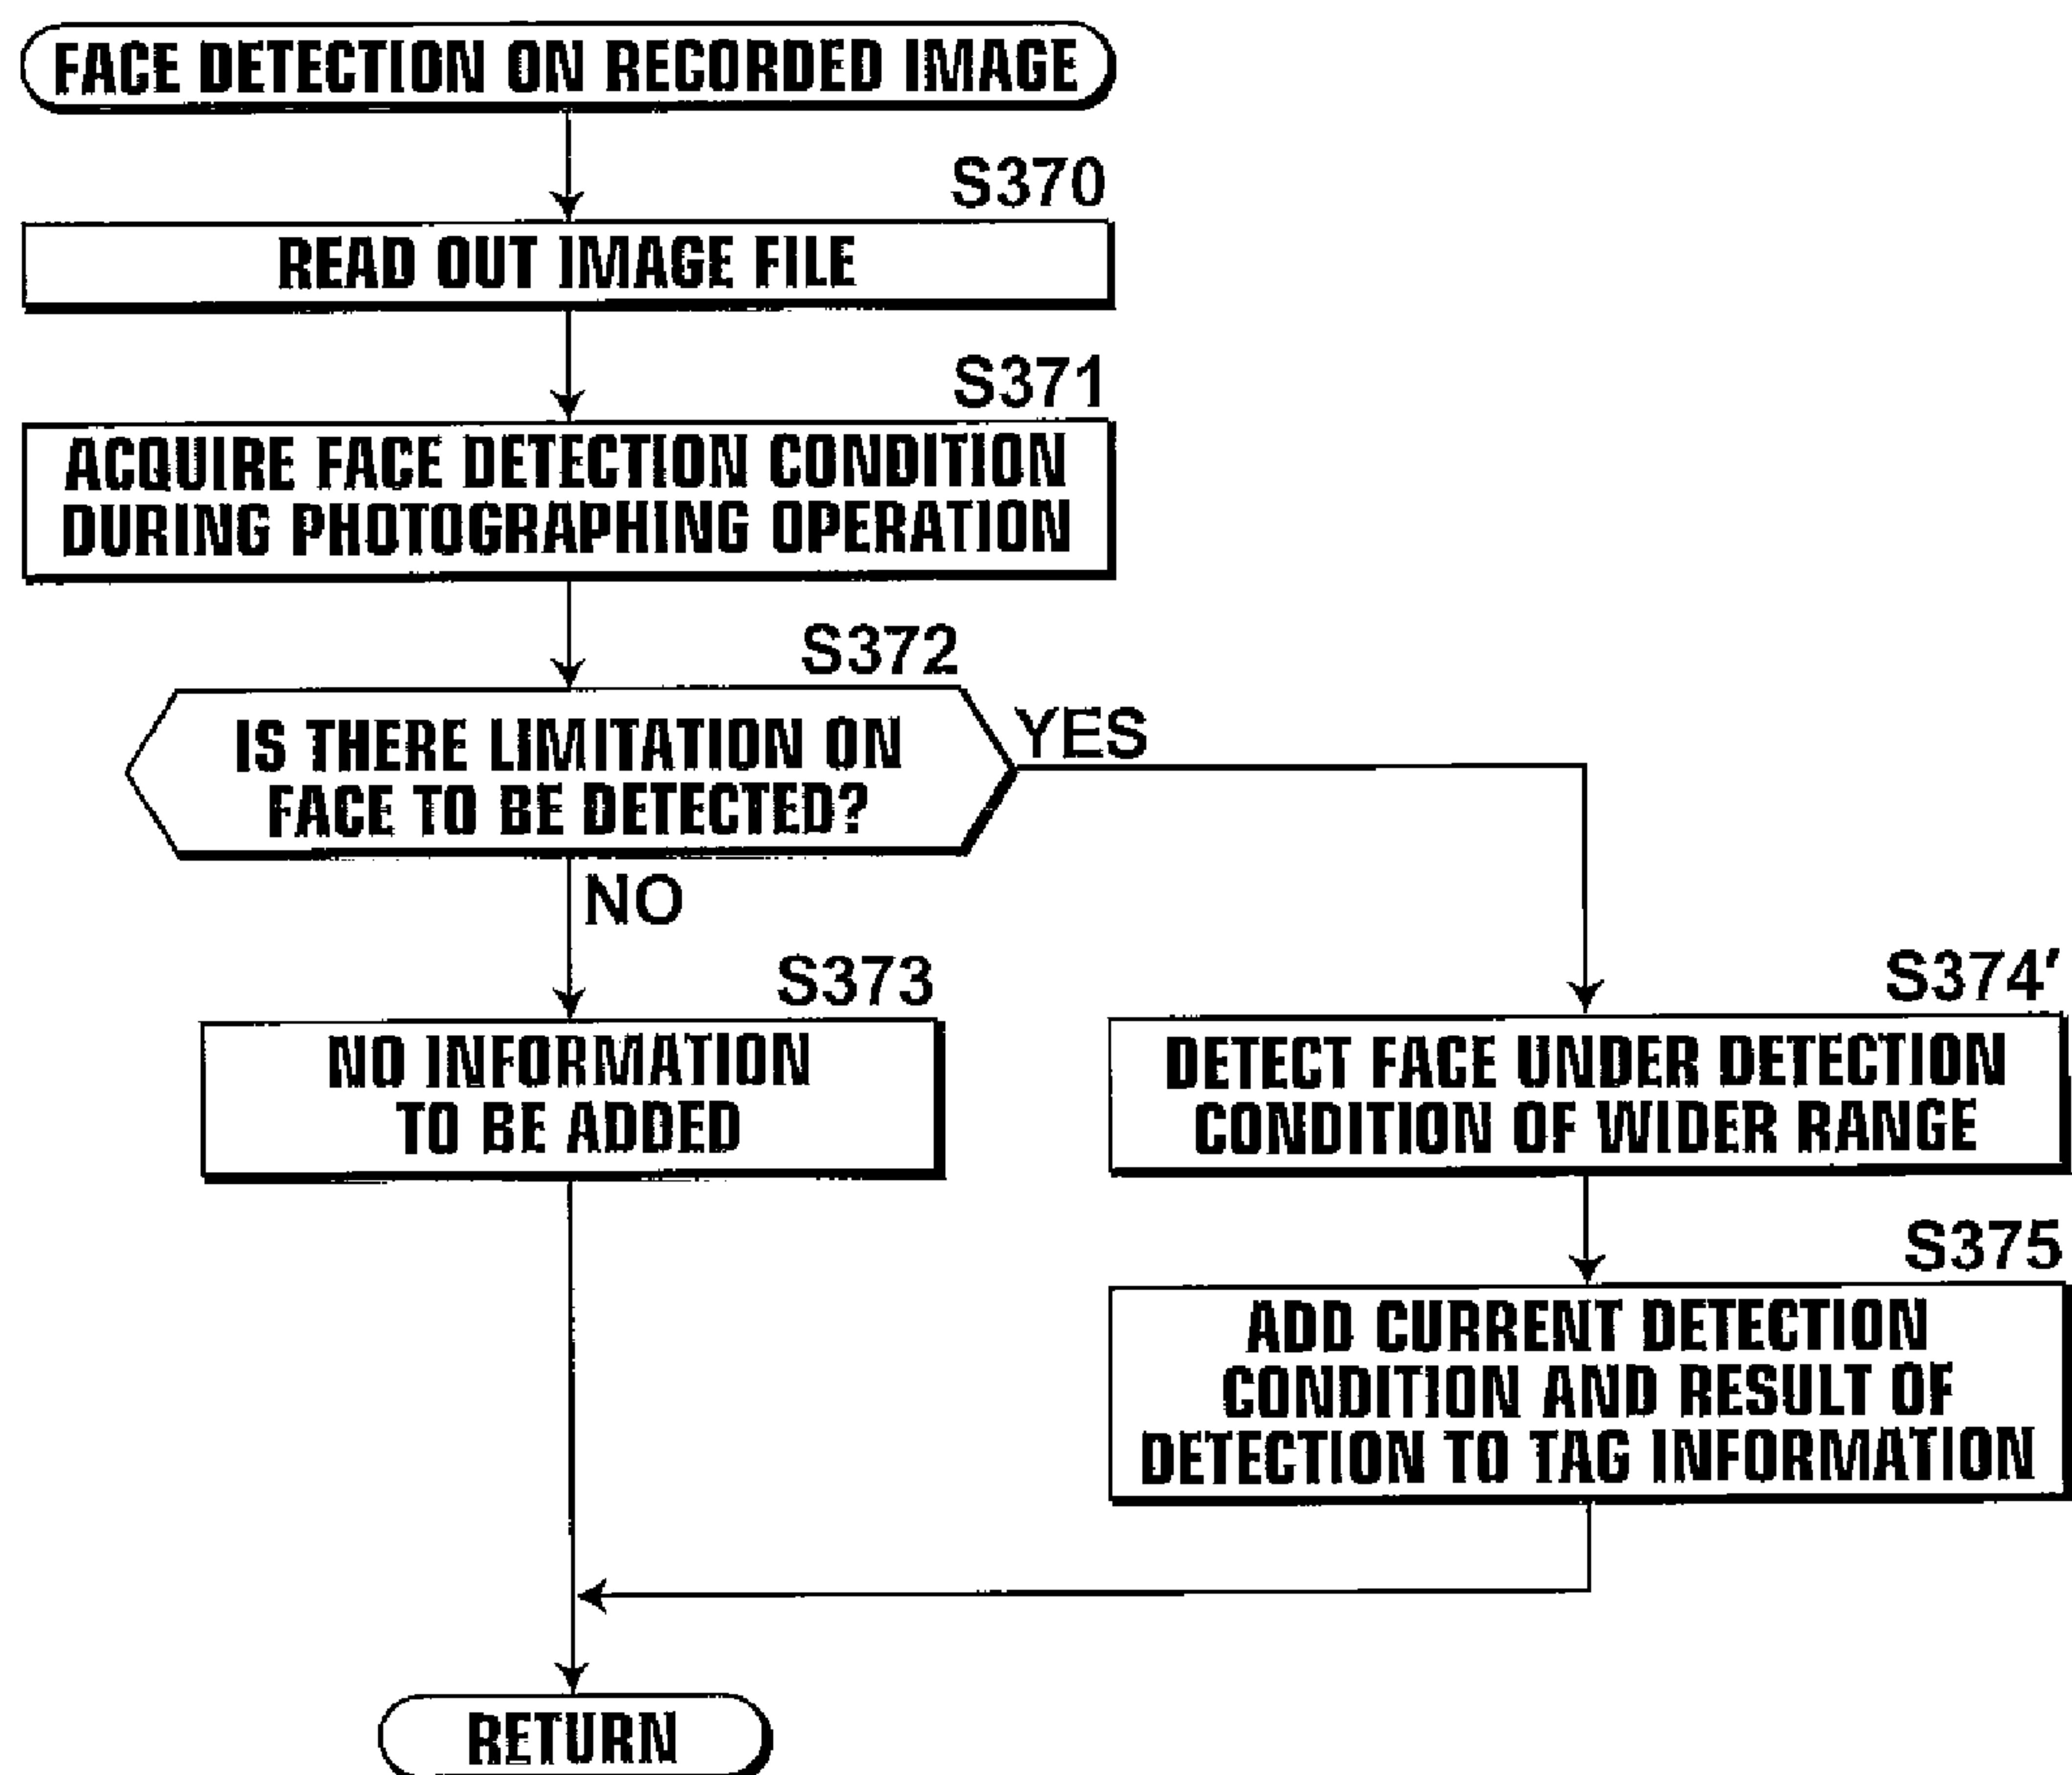 FACE DETECTION ON RECORDED IMAGE
S370
READ OUT IMAGE FILE
S371
ACQUIRE FACE DETECTION CONDITION
DURING PHOTOGRAPHING OPERATION
S372
IS THERE LIMITATION ON
FACE TO BE DETECTED?
YES
NO
S373
NO INFORMATION
TO BE ADDED
S374'
DETECT FACE UNDER DETECTION
CONDITION OF WIDER RANGE
S375
ADD CURRENT DETECTION
CONDITION AND RESULT OF
DETECTION TO TAG INFORMATION
RETURN